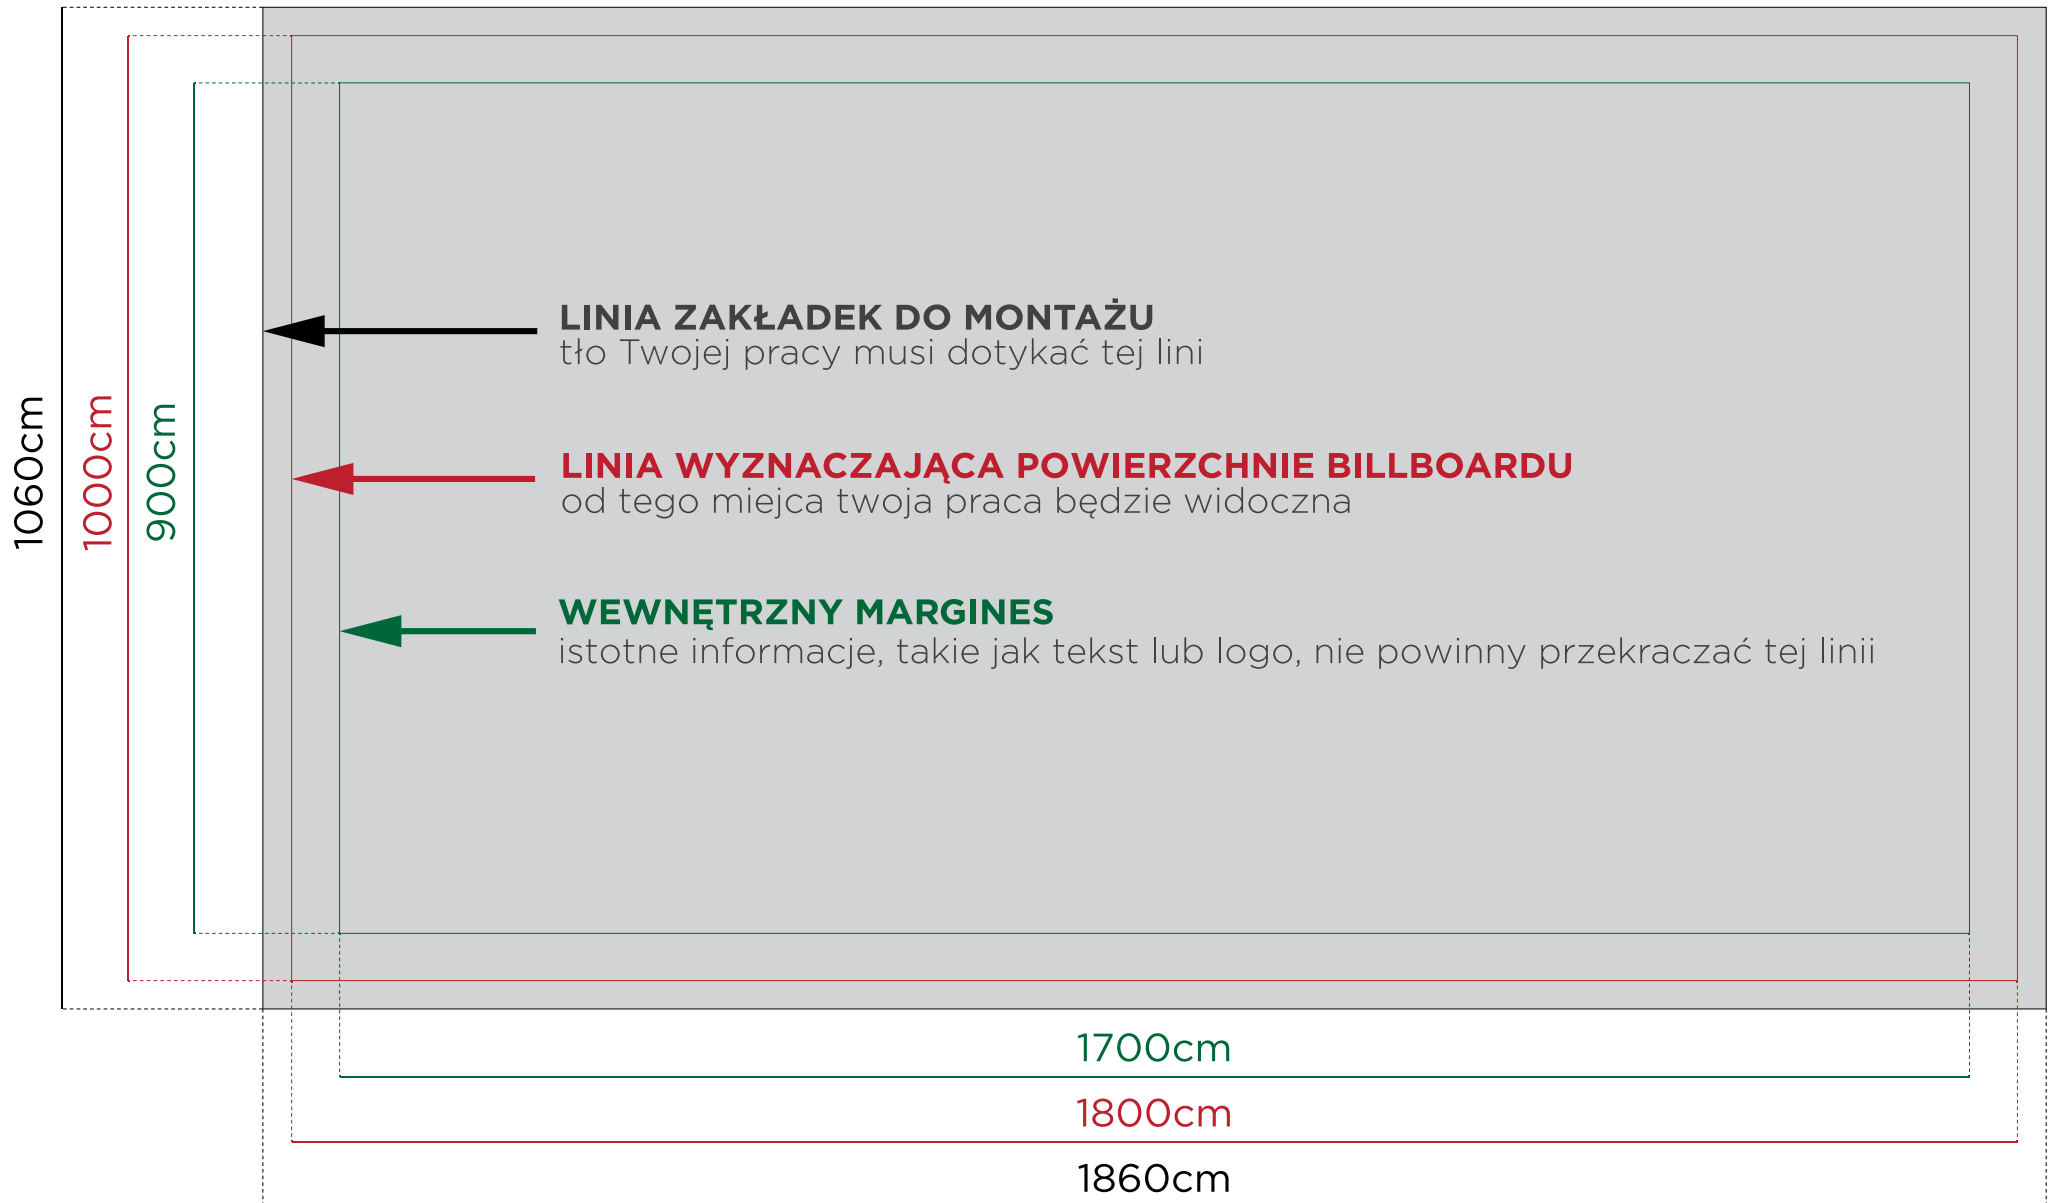 LINIA ZAKŁADEK DO MONTAŻU
tło Twojej pracy musi dotykać tej lini
LINIA WYZNACZAJĄCA POWIERZCHNIE BILLBOARDU
od tego miejca twoja praca będzie widoczna
WEWNĘTRZNY MARGINES
istotne informacje, takie jak tekst lub logo, nie powinny przekraczać tej linii
1060cm
1000cm
900cm
1700cm
1800cm
1860cm